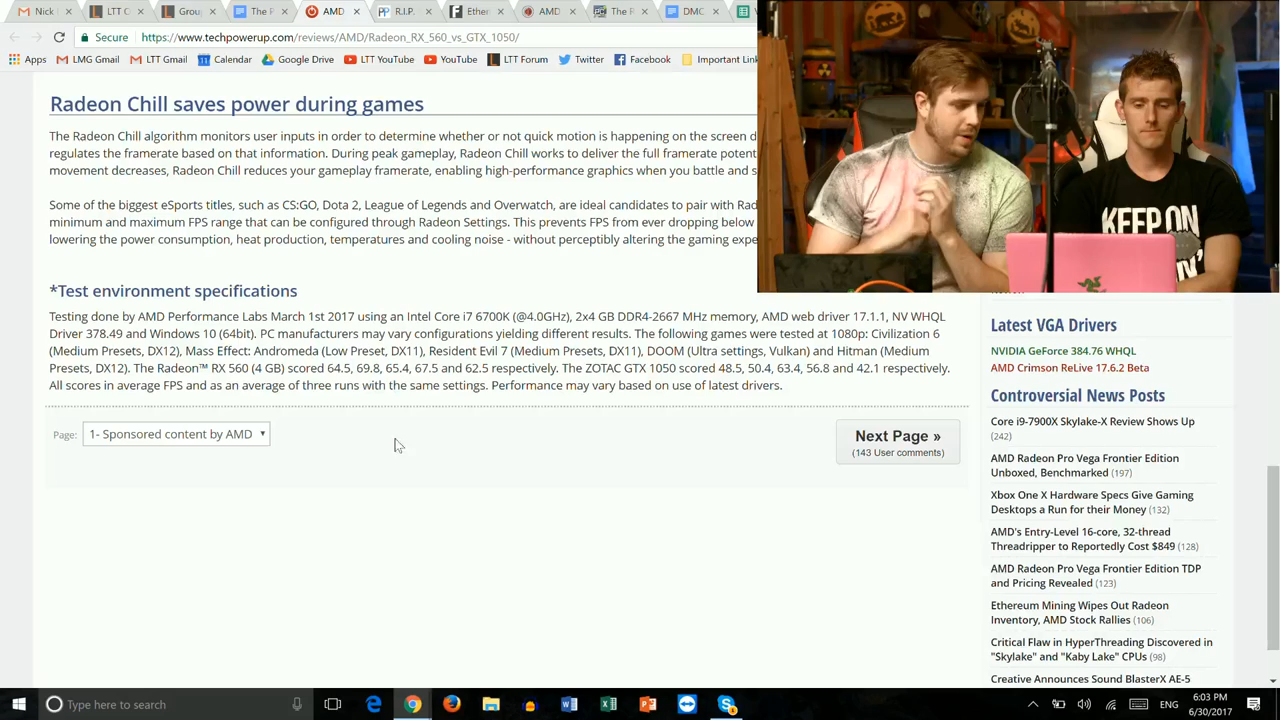 Nick
LTT C
Grou
The F
AMD
R.I.P.
Ether
AMD
The R
DMC
Secure
https://www.techpowerup.com/reviews/AMD/Radeon_RX_560_vs_GTX_1050/
Apps
LMG Gmail
LTT Gmail
Calendar
Google Drive
LTT YouTube
YouTube
LTT Forum
Twitter
Facebook
Important Link
Radeon Chill saves power during games
The Radeon Chill algorithm monitors user inputs in order to determine whether or not quick motion is happening on the screen d
regulates the framerate based on that information. During peak gameplay, Radeon Chill works to deliver the full framerate potent
movement decreases, Radeon Chill reduces your gameplay framerate, enabling high-performance graphics when you battle and s
Some of the biggest eSports titles, such as CS:GO, Dota 2, League of Legends and Overwatch, are ideal candidates to pair with Rad
minimum and maximum FPS range that can be configured through Radeon Settings. This prevents FPS from ever dropping below
lowering the power consumption, heat production, temperatures and cooling noise - without perceptibly altering the gaming expe
KEEP ON
*Test environment specifications
Testing done by AMD Performance Labs March 1st 2017 using an Intel Core i7 6700K (@4.0GHz), 2x4 GB DDR4-2667 MHz memory, AMD web driver 17.1.1, NV WHQL
Driver 378.49 and Windows 10 (64bit). PC manufacturers may vary configurations yielding different results. The following games were tested at 1080p: Civilization 6
(Medium Presets, DX12), Mass Effect: Andromeda (Low Preset, DX11), Resident Evil 7 (Medium Presets, DX11), DOOM (Ultra settings, Vulkan) and Hitman (Medium
Presets, DX12). The Radeon™ RX 560 (4 GB) scored 64.5, 69.8, 65.4, 67.5 and 62.5 respectively. The ZOTAC GTX 1050 scored 48.5, 50.4, 63.4, 56.8 and 42.1 respectively.
All scores in average FPS and as an average of three runs with the same settings. Performance may vary based on use of latest drivers.
Page:
1- Sponsored content by AMD
Next Page »
(143 User comments)
Latest VGA Drivers
NVIDIA GeForce 384.76 WHQL
AMD Crimson ReLive 17.6.2 Beta
Controversial News Posts
Core i9-7900X Skylake-X Review Shows Up
(242)
AMD Radeon Pro Vega Frontier Edition
Unboxed, Benchmarked (197)
Xbox One X Hardware Specs Give Gaming
Desktops a Run for their Money (132)
AMD's Entry-Level 16-core, 32-thread
Threadripper to Reportedly Cost $849 (128)
AMD Radeon Pro Vega Frontier Edition TDP
and Pricing Revealed (123)
Ethereum Mining Wipes Out Radeon
Inventory, AMD Stock Rallies (106)
Critical Flaw in HyperThreading Discovered in
"Skylake" and "Kaby Lake" CPUs (98)
Creative Announces Sound BlasterX AE-5
Type here to search
ENG
6:03 PM
6/30/2017